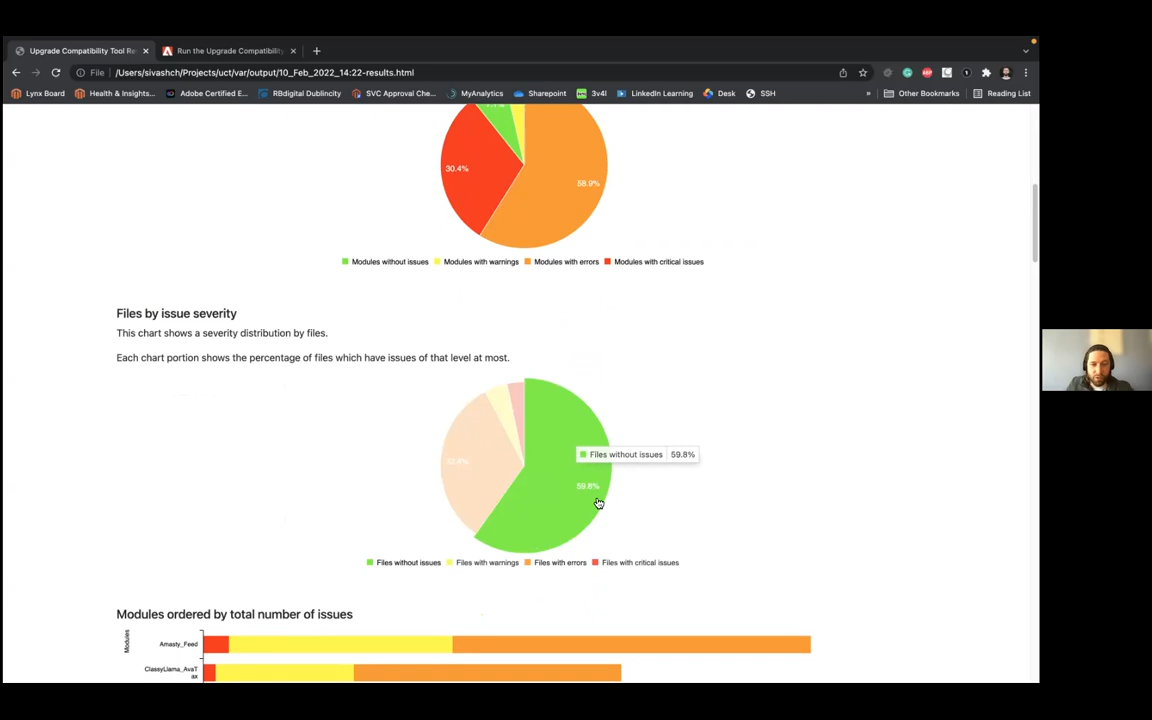 Upgrade Compatibility Tool Re
Run the Upgrade Compatibility
File
/Users/sivashch/Projects/uct/var/output/10_Feb_2022_14:22-results.html
Lynx Board
Health & Insights...
Adobe Certified E...
RBdigital Dublincity
SVC Approval Che...
MyAnalytics
Sharepoint
3v4l
LinkedIn Learning
Desk
SSH
»
Other Bookmarks
Reading List
30.4%
58.9%
Modules without issues
Modules with warnings
Modules with errors
Modules with critical issues
Files by issue severity
This chart shows a severity distribution by files.
Each chart portion shows the percentage of files which have issues of that level at most.
Files without issues 59.8%
59.8%
Files without issues
Files with warnings
Files with errors
Files with critical issues
Modules ordered by total number of issues
Modules
Amasty_Feed
ClassyLlama_AvaT
ax